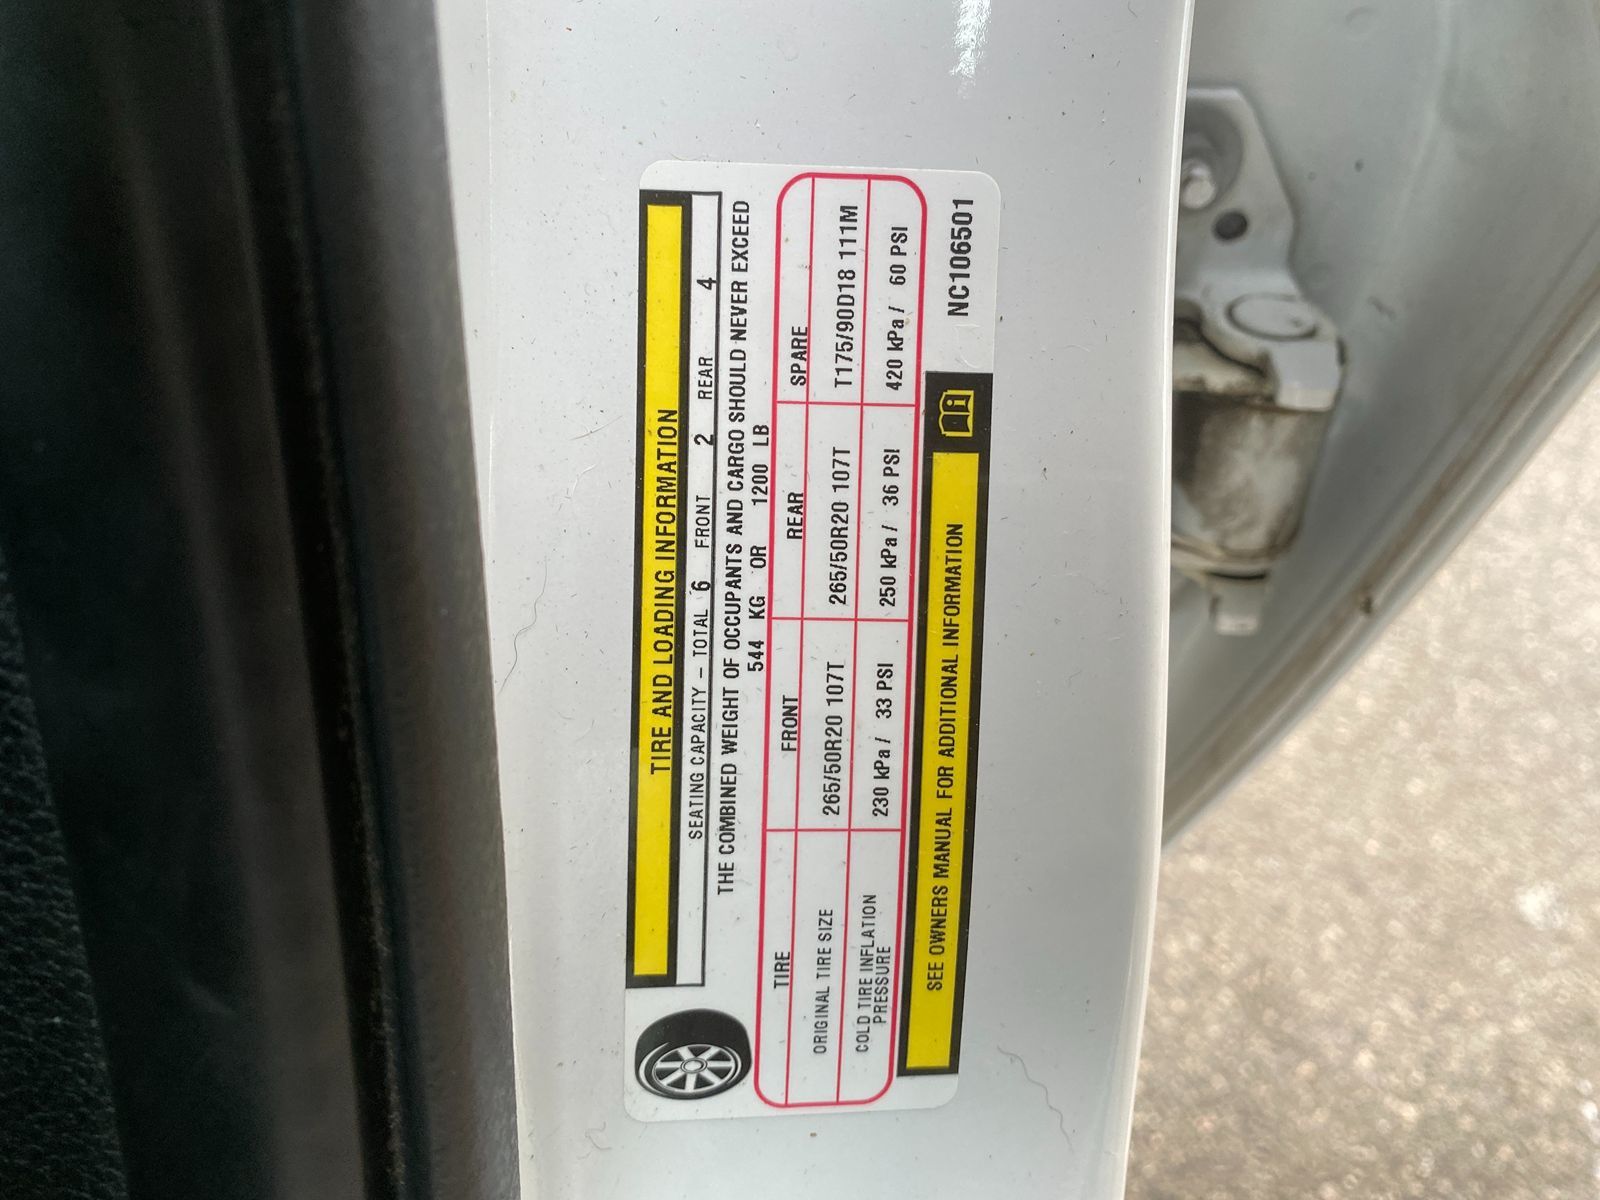 TIRE AND LOADING INFORMATION
SEATING CAPACITY - TOTAL 6 FRONT 2 REAR 4
THE COMBINED WEIGHT OF OCCUPANTS AND CARGO SHOULD NEVER EXCEED
544 KG OR 1200 LB
TIRE FRONT REAR SPARE
ORIGINAL TIRE SIZE 265/50R20 107T 265/50R20 107T T175/90D18 111M
COLD TIRE INFLATION
PRESSURE 230 kPa / 33 PSI 250 kPa / 36 PSI 420 kPa / 60 PSI
SEE OWNERS MANUAL FOR ADDITIONAL INFORMATION
NC106501